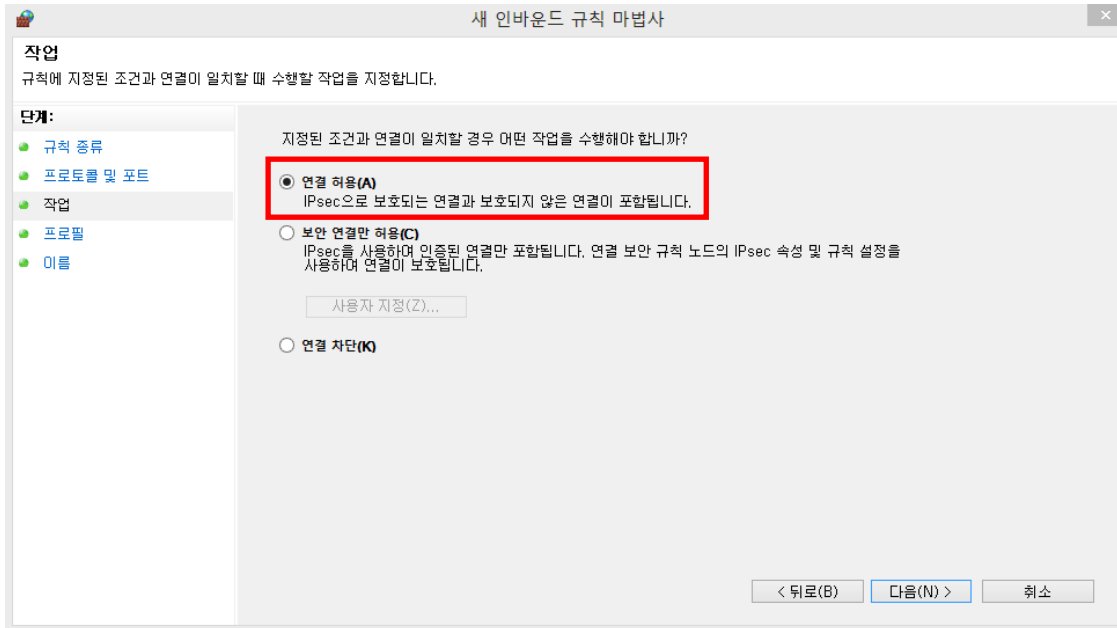 새 인바운드 규칙 마법사
작업
규칙에 지정된 조건과 연결이 일치할 때 수행할 작업을 지정합니다.
단계:
규칙 종류
프로토콜 및 포트
작업
프로필
이름
지정된 조건과 연결이 일치할 경우 어떤 작업을 수행해야 합니까?
연결 허용(A)
IPsec으로 보호되는 연결과 보호되지 않은 연결이 포함됩니다.
보안 연결만 허용(C)
IPsec을 사용하여 인증된 연결만 포함됩니다. 연결 보안 규칙 노드의 IPsec 속성 및 규칙 설정을
사용하여 연결이 보호됩니다.
사용자 지정(Z)...
연결 차단(K)
< 뒤로(B)
다음(N) >
취소